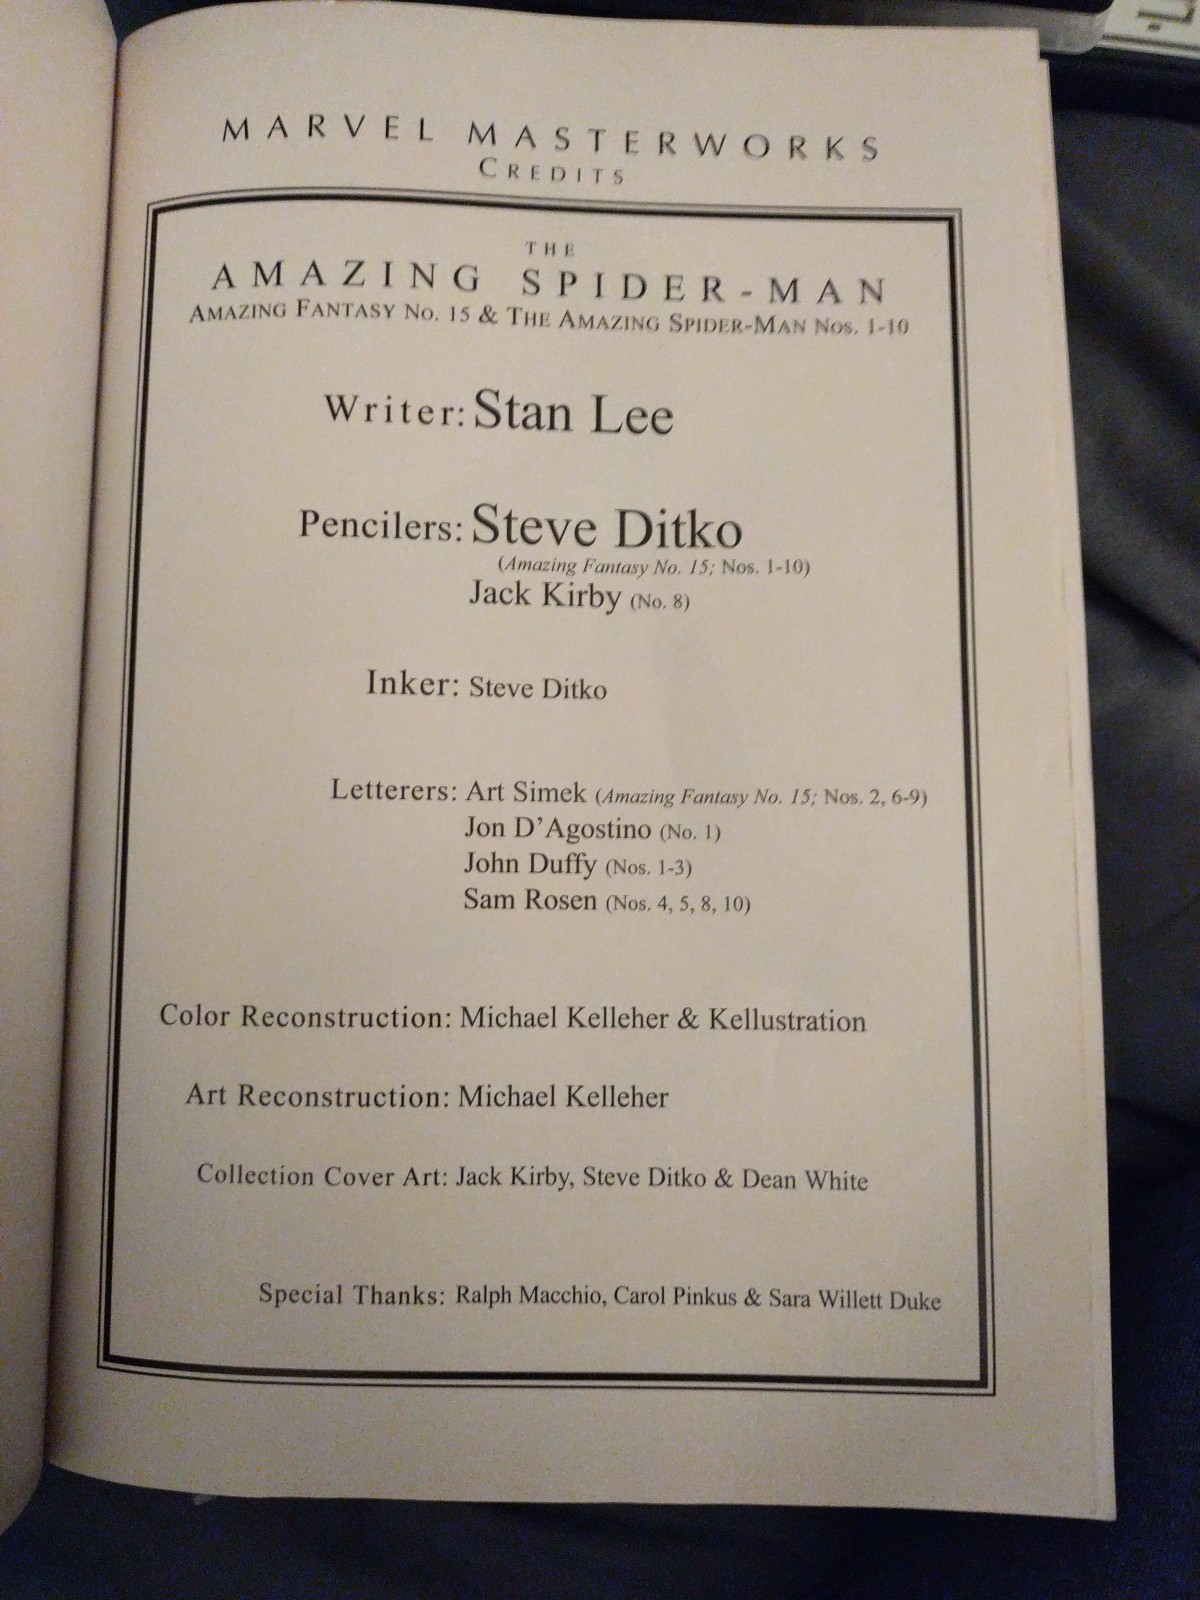 MARVEL MASTERWORKS
CREDITS
THE
AMAZING SPIDER-MAN
AMAZING FANTASY NO. 15 & THE AMAZING SPIDER-MAN NOS. 1-10
Writer: Stan Lee
Pencilers: Steve Ditko
(Amazing Fantasy No. 15; Nos. 1-10)
Jack Kirby (No. 8)
Inker: Steve Ditko
Letterers: Art Simek (Amazing Fantasy No. 15; Nos. 2, 6-9)
Jon D'Agostino (No. 1)
John Duffy (Nos. 1-3)
Sam Rosen (Nos. 4, 5, 8, 10)
Color Reconstruction: Michael Kelleher & Kellustration
Art Reconstruction: Michael Kelleher
Collection Cover Art: Jack Kirby, Steve Ditko & Dean White
Special Thanks: Ralph Macchio, Carol Pinkus & Sara Willett Duke